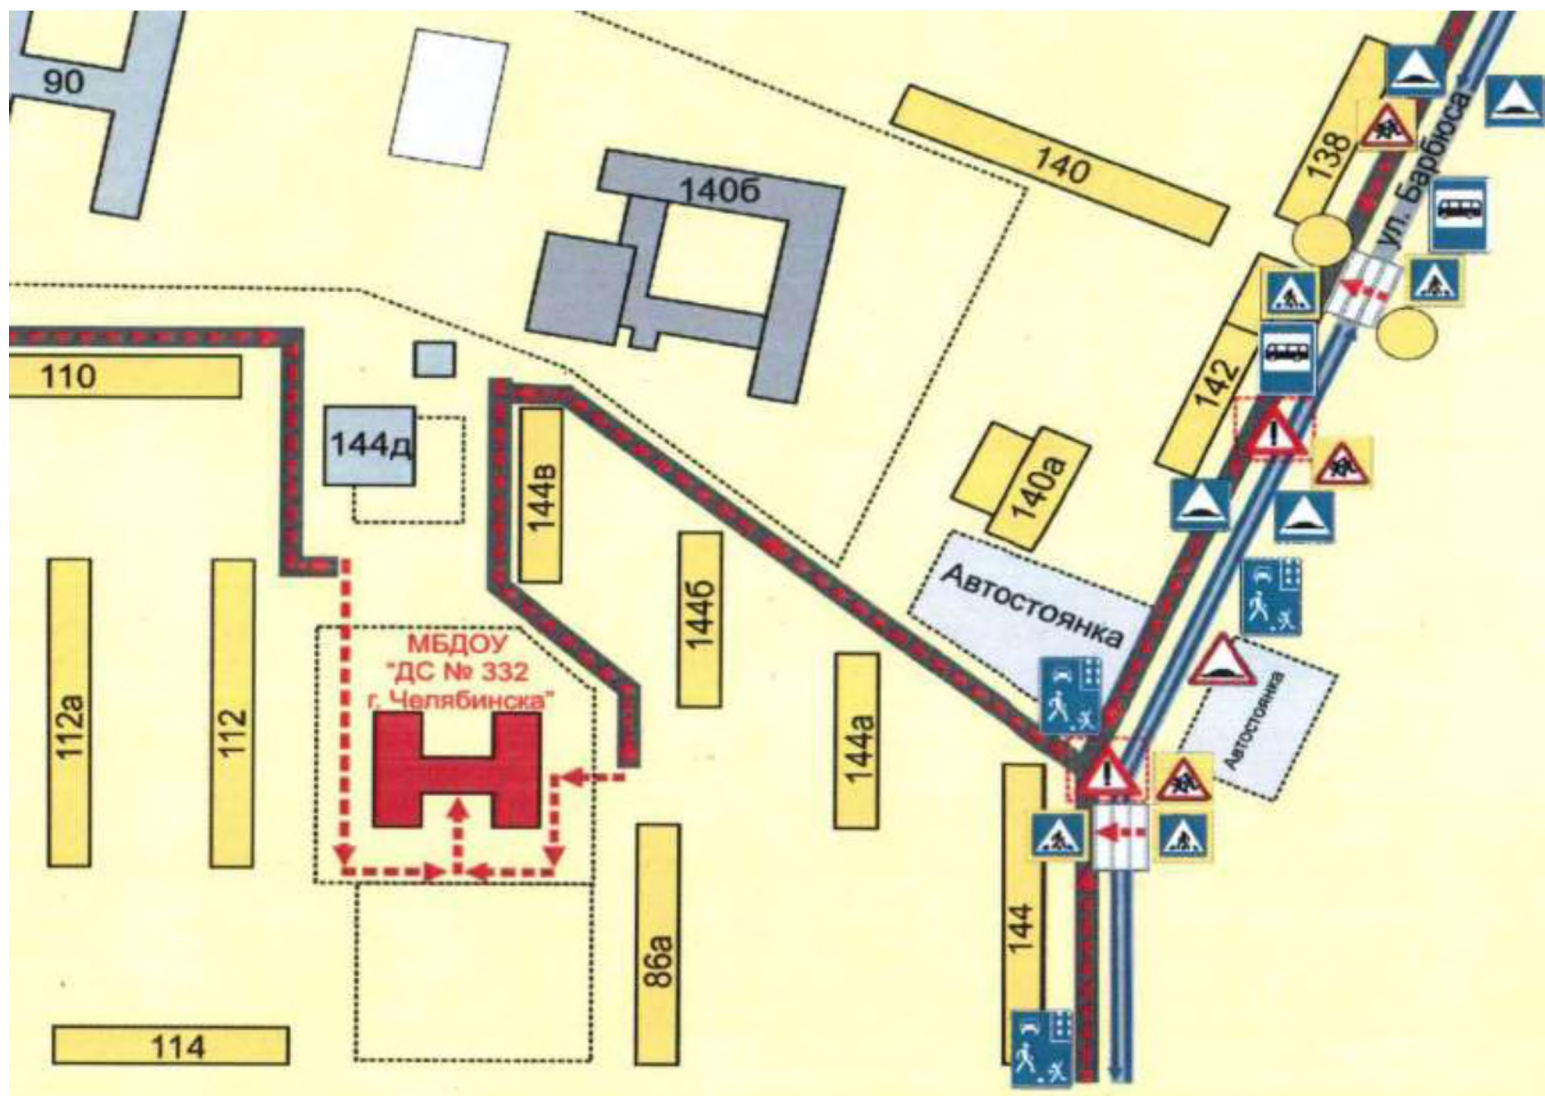 90
140б
140
138
ул. Барбюса
110
144д
144в
142
140а
Автостоянка
144б
МБДОУ
"ДС № 332
г. Челябинска"
112а
112
144а
Автостоянка
144
86а
114